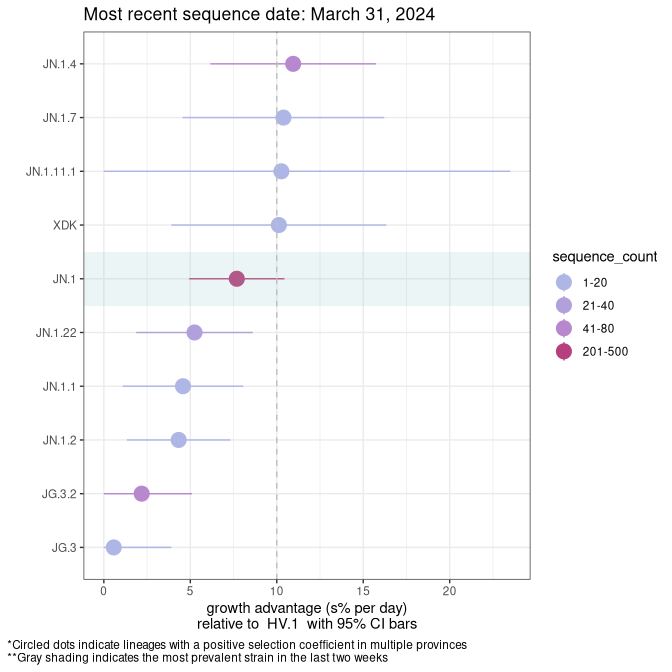 Most recent sequence date: March 31, 2024
JN.1.4
JN.1.7
JN.1.11.1
XDK
JN.1
JN.1.22
JN.1.1
JN.1.2
JG.3.2
JG.3
0 5 10 15 20
growth advantage (s% per day)
relative to HV.1 with 95% CI bars
sequence_count
1-20
21-40
41-80
201-500
*Circled dots indicate lineages with a positive selection coefficient in multiple provinces
**Gray shading indicates the most prevalent strain in the last two weeks